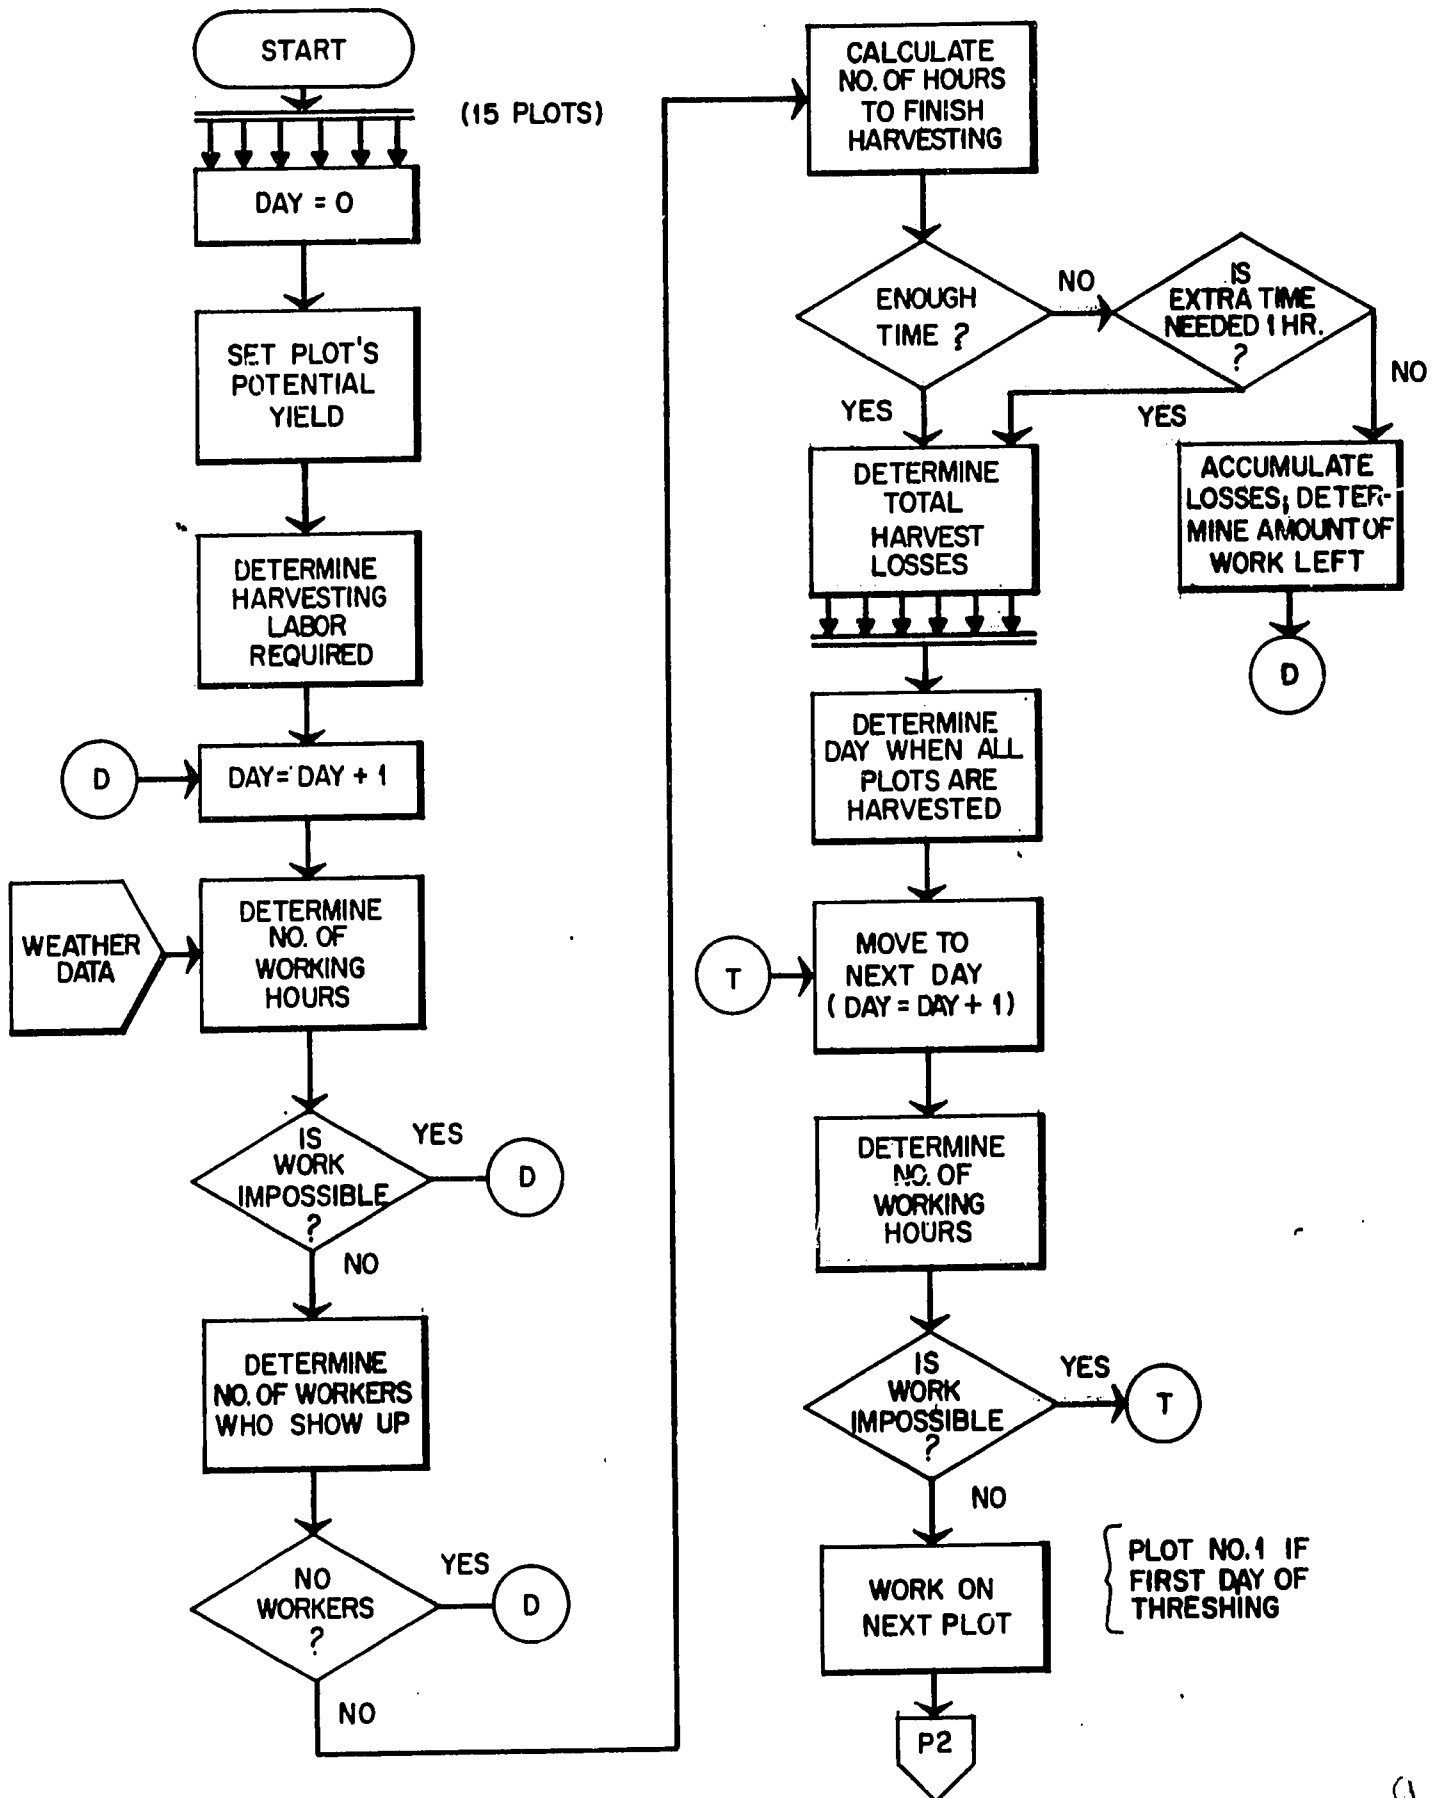 START
(15 PLOTS)
DAY = 0
SET PLOT'S
POTENTIAL
YIELD
DETERMINE
HARVESTING
LABOR
REQUIRED
D
DAY = DAY + 1
WEATHER
DATA
DETERMINE
NO. OF
WORKING
HOURS
IS
WORK
IMPOSSIBLE
?
YES
D
NO
DETERMINE
NO. OF WORKERS
WHO SHOW UP
NO
WORKERS
?
YES
D
NO
CALCULATE
NO. OF HOURS
TO FINISH
HARVESTING
ENOUGH
TIME ?
NO
IS
EXTRA TIME
NEEDED 1 HR.
?
NO
YES
YES
DETERMINE
TOTAL
HARVEST
LOSSES
ACCUMULATE
LOSSES; DETER-
MINE AMOUNT OF
WORK LEFT
D
DETERMINE
DAY WHEN ALL
PLOTS ARE
HARVESTED
T
MOVE TO
NEXT DAY
( DAY = DAY + 1)
DETERMINE
NO. OF
WORKING
HOURS
IS
WORK
IMPOSSIBLE
?
YES
T
NO
WORK ON
NEXT PLOT
PLOT NO. 1 IF
FIRST DAY OF
THRESHING
P2